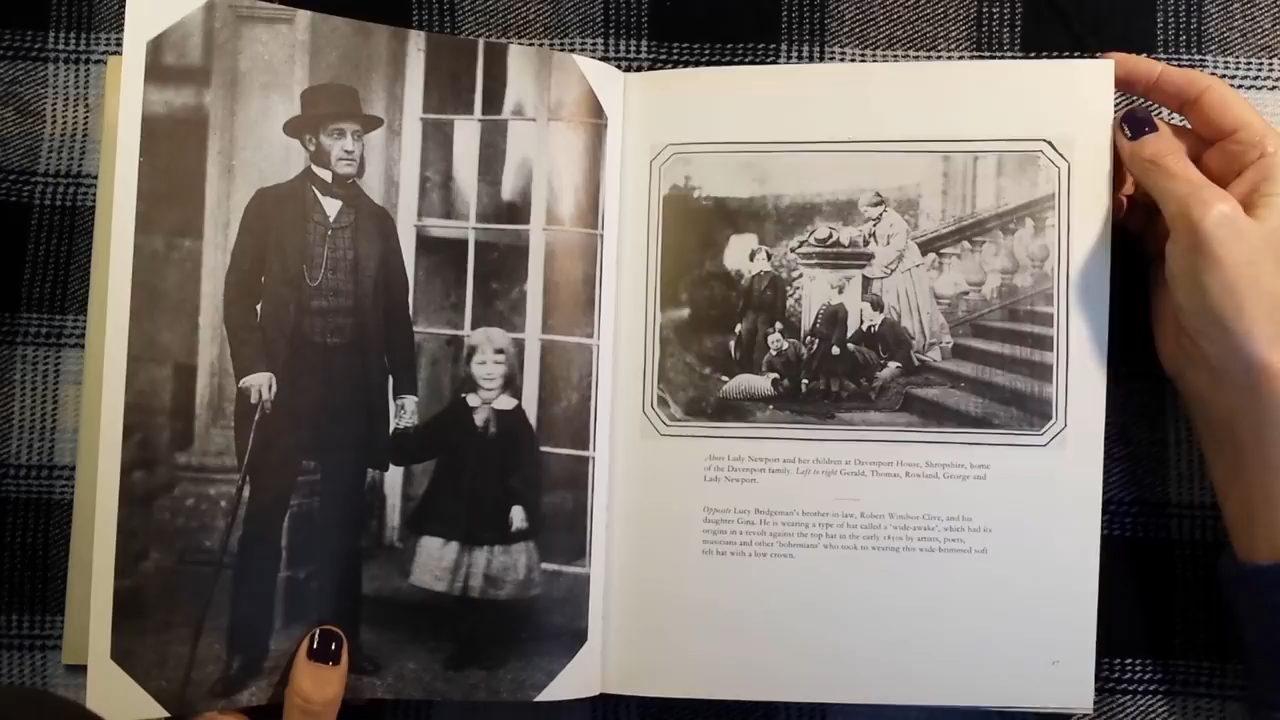 Above Lady Newport and her children at Davenport House, Shropshire, home
of the Davenport family. Left to right Gerald, Thomas, Rowland, George and
Lady Newport.
Opposite Lucy Bridgeman's brother-in-law, Robert Windsor-Clive, and his
daughter Gina. He is wearing a type of hat called a 'wide-awake', which had its
origins in a revolt against the top hat in the early 1850s by artists, poets,
musicians and other 'bohemians' who took to wearing this wide-brimmed soft
felt hat with a low crown.